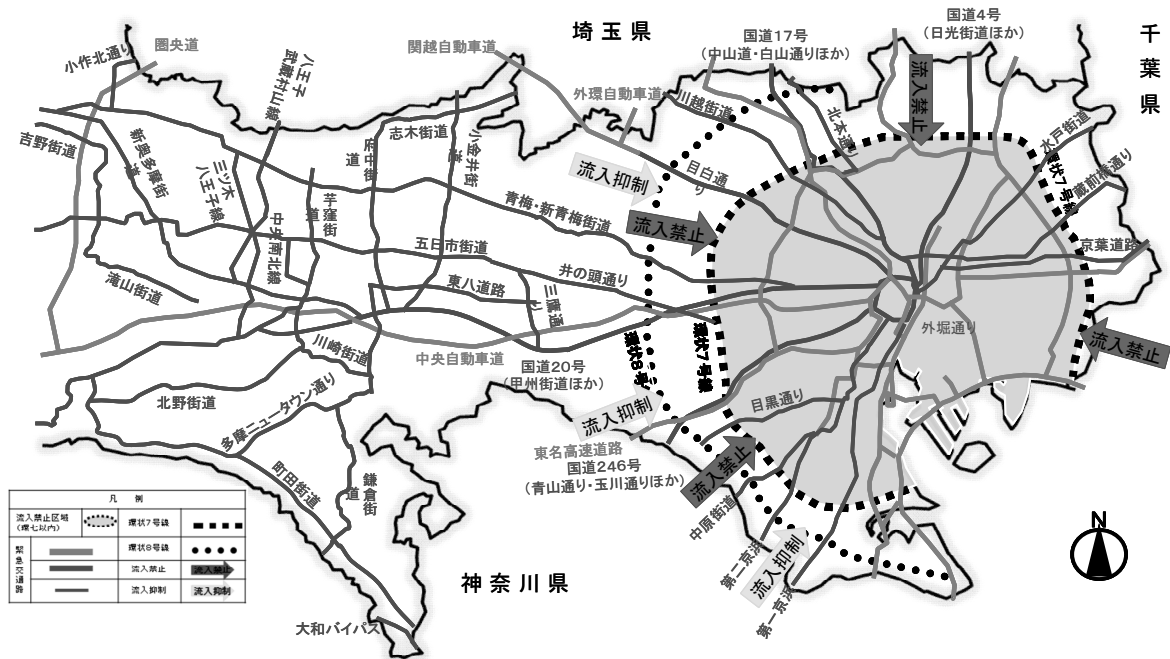 埼玉県
千葉県
神奈川県
国道4号
(日光街道ほか)
国道17号
(中山道・白山通りほか)
関越自動車道
外環自動車道
川越街道
北本通り
水戸街道
環状7号線
蔵前橋通り
京葉道路
流入禁止
流入抑制
目白通り
流入禁止
小作北通り
圏央道
八王子
武蔵村山線
吉野街道
新奥多摩街道
三ツ木
八王子線
府中街道
志木街道
小金井街道
芋窪街道
中央南北線
青梅・新青梅街道
五日市街道
井の頭通り
東八道路
三鷹通り
滝山街道
外堀通り
流入禁止
環状8号
環状7号線
川崎街道
中央自動車道
国道20号
(甲州街道ほか)
北野街道
多摩ニュータウン通り
流入抑制
目黒通り
東名高速道路
国道246号
(青山通り・玉川通りほか)
流入禁止
町田街道
鎌倉街道
中原街道
第二京浜
流入抑制
第一京浜
大和バイパス
N
凡例
流入禁止区域
(環七以内)
環状7号線
環状8号線
緊急交通路
流入禁止
流入禁止
流入抑制
流入抑制